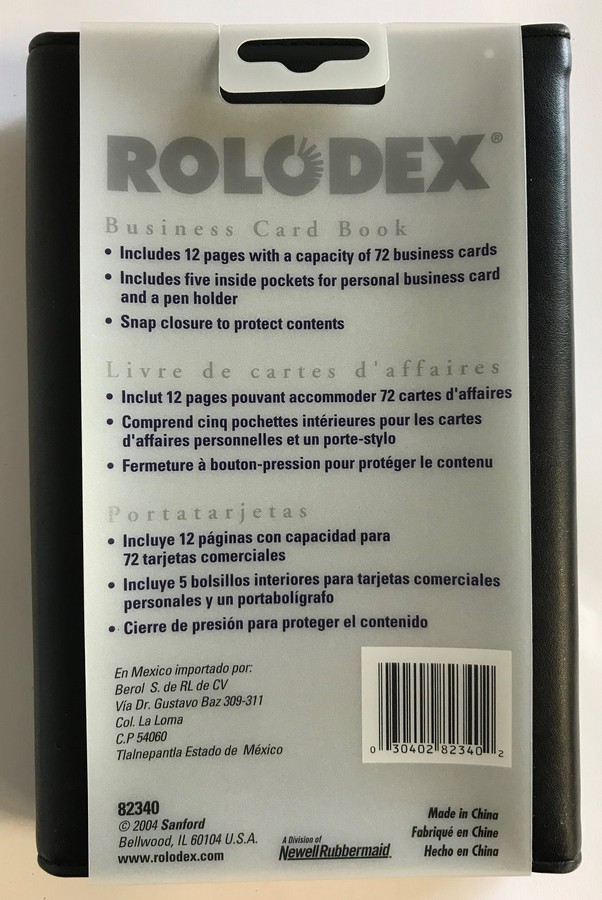 ROLODEX®
Business Card Book
• Includes 12 pages with a capacity of 72 business cards
• Includes five inside pockets for personal business card
and a pen holder
• Snap closure to protect contents
Livre de cartes d'affaires
• Inclut 12 pages pouvant accommoder 72 cartes d'affaires
• Comprend cinq pochettes intérieures pour les cartes
d'affaires personnelles et un porte-stylo
• Fermeture à bouton-pression pour protéger le contenu
Portatarjetas
• Incluye 12 páginas con capacidad para
72 tarjetas comerciales
• Incluye 5 bolsillos interiores para tarjetas comerciales
personales y un portabolígrafo
• Cierre de presión para proteger el contenido
En Mexico importado por:
Berol S. de RL de CV
Vía Dr. Gustavo Baz 309-311
Col. La Loma
C.P 54060
Tlalnepantla Estado de México
0 30402 82340 2
82340
© 2004 Sanford
Bellwood, IL 60104 U.S.A.
www.rolodex.com
A Division of
NewellRubbermaid
Made in China
Fabriqué en Chine
Hecho en China